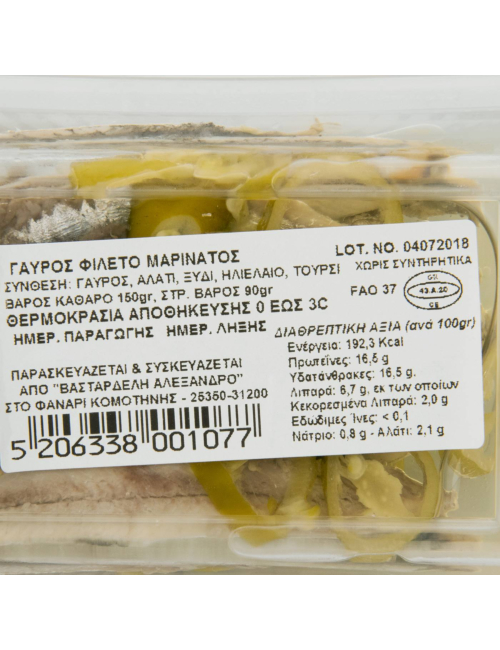 ΓΑΥΡΟΣ ΦΙΛΕΤΟ ΜΑΡΙΝΑΤΟΣ
ΣΥΝΘΕΣΗ: ΓΑΥΡΟΣ, ΑΛΑΤΙ, ΞΥΔΙ, ΗΛΙΕΛΑΙΟ, ΤΟΥΡΣΙ
ΒΑΡΟΣ ΚΑΘΑΡΟ 150gr, ΣΤΡ. ΒΑΡΟΣ 90gr
ΘΕΡΜΟΚΡΑΣΙΑ ΑΠΟΘΗΚΕΥΣΗΣ 0 ΕΩΣ 3C
ΗΜΕΡ. ΠΑΡΑΓΩΓΗΣ ΗΜΕΡ. ΛΗΞΗΣ
ΠΑΡΑΣΚΕΥΑΖΕΤΑΙ & ΣΥΣΚΕΥΑΖΕΤΑΙ
ΑΠΟ "ΒΑΣΤΑΡΔΕΛΗ ΑΛΕΞΑΝΔΡΟ"
ΣΤΟ ΦΑΝΑΡΙ ΚΟΜΟΤΗΝΗΣ - 25350-31200
5 206338 001077
LOT. NO. 04072018
ΧΩΡΙΣ ΣΥΝΤΗΡΗΤΙΚΑ
FAO 37
43.A.20
ΔΙΑΘΡΕΠΤΙΚΗ ΑΞΙΑ (ανά 100gr)
Ενέργεια: 192,3 Kcal
Πρωτεΐνες: 16,5 g
Υδατάνθρακες: 16,5 g.
Λιπαρά: 6,7 g, εκ των οποίων
Κεκορεσμένα Λιπαρά: 2,0 g
Εδώδιμες Ίνες: < 0,1
Νάτριο: 0,8 g - Αλάτι: 2,1 g